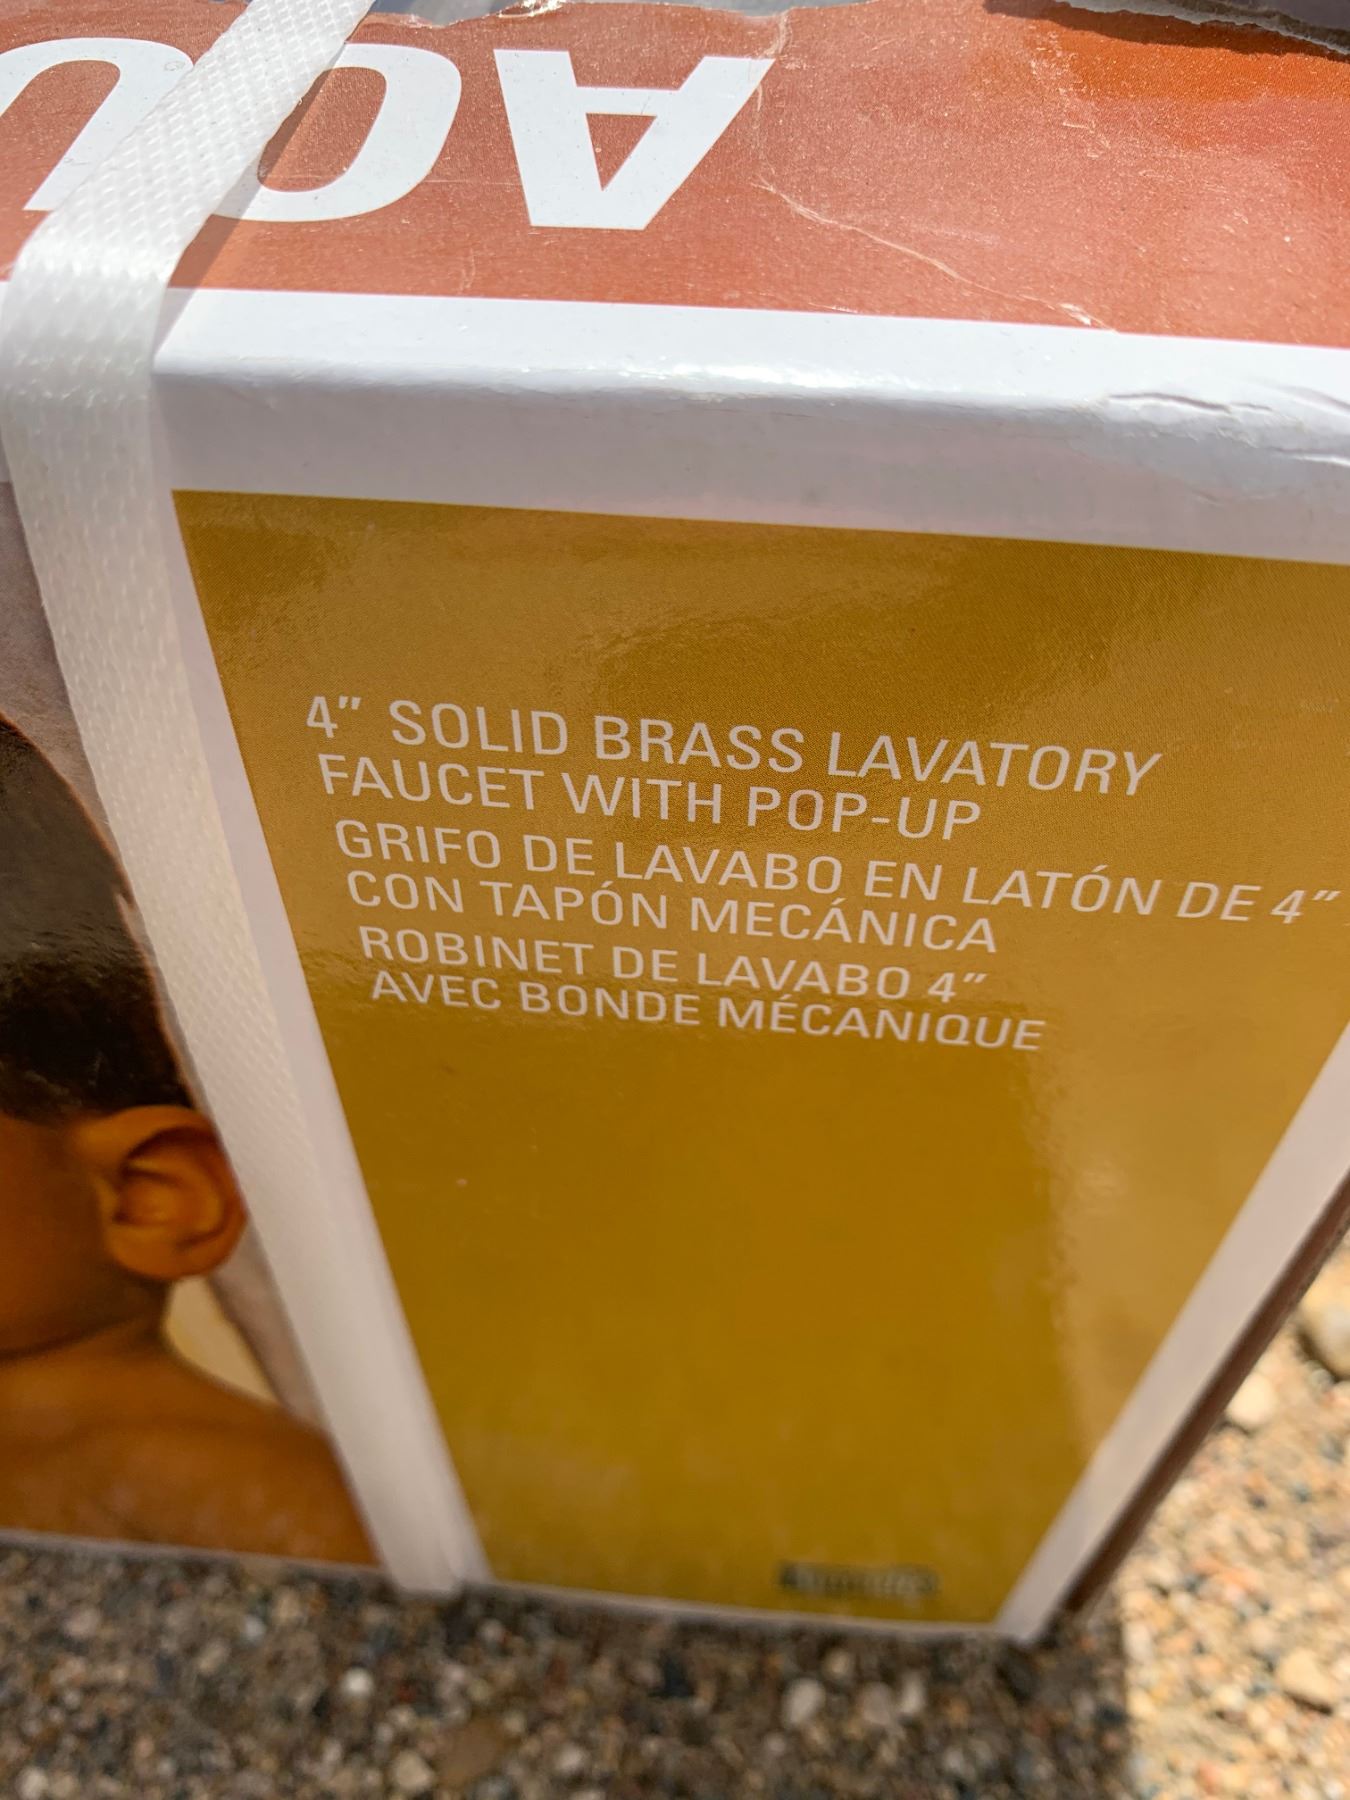 AQU
4" SOLID BRASS LAVATORY
FAUCET WITH POP-UP
GRIFO DE LAVABO EN LATÓN DE 4"
CON TAPÓN MECÁNICA
ROBINET DE LAVABO 4"
AVEC BONDE MÉCANIQUE